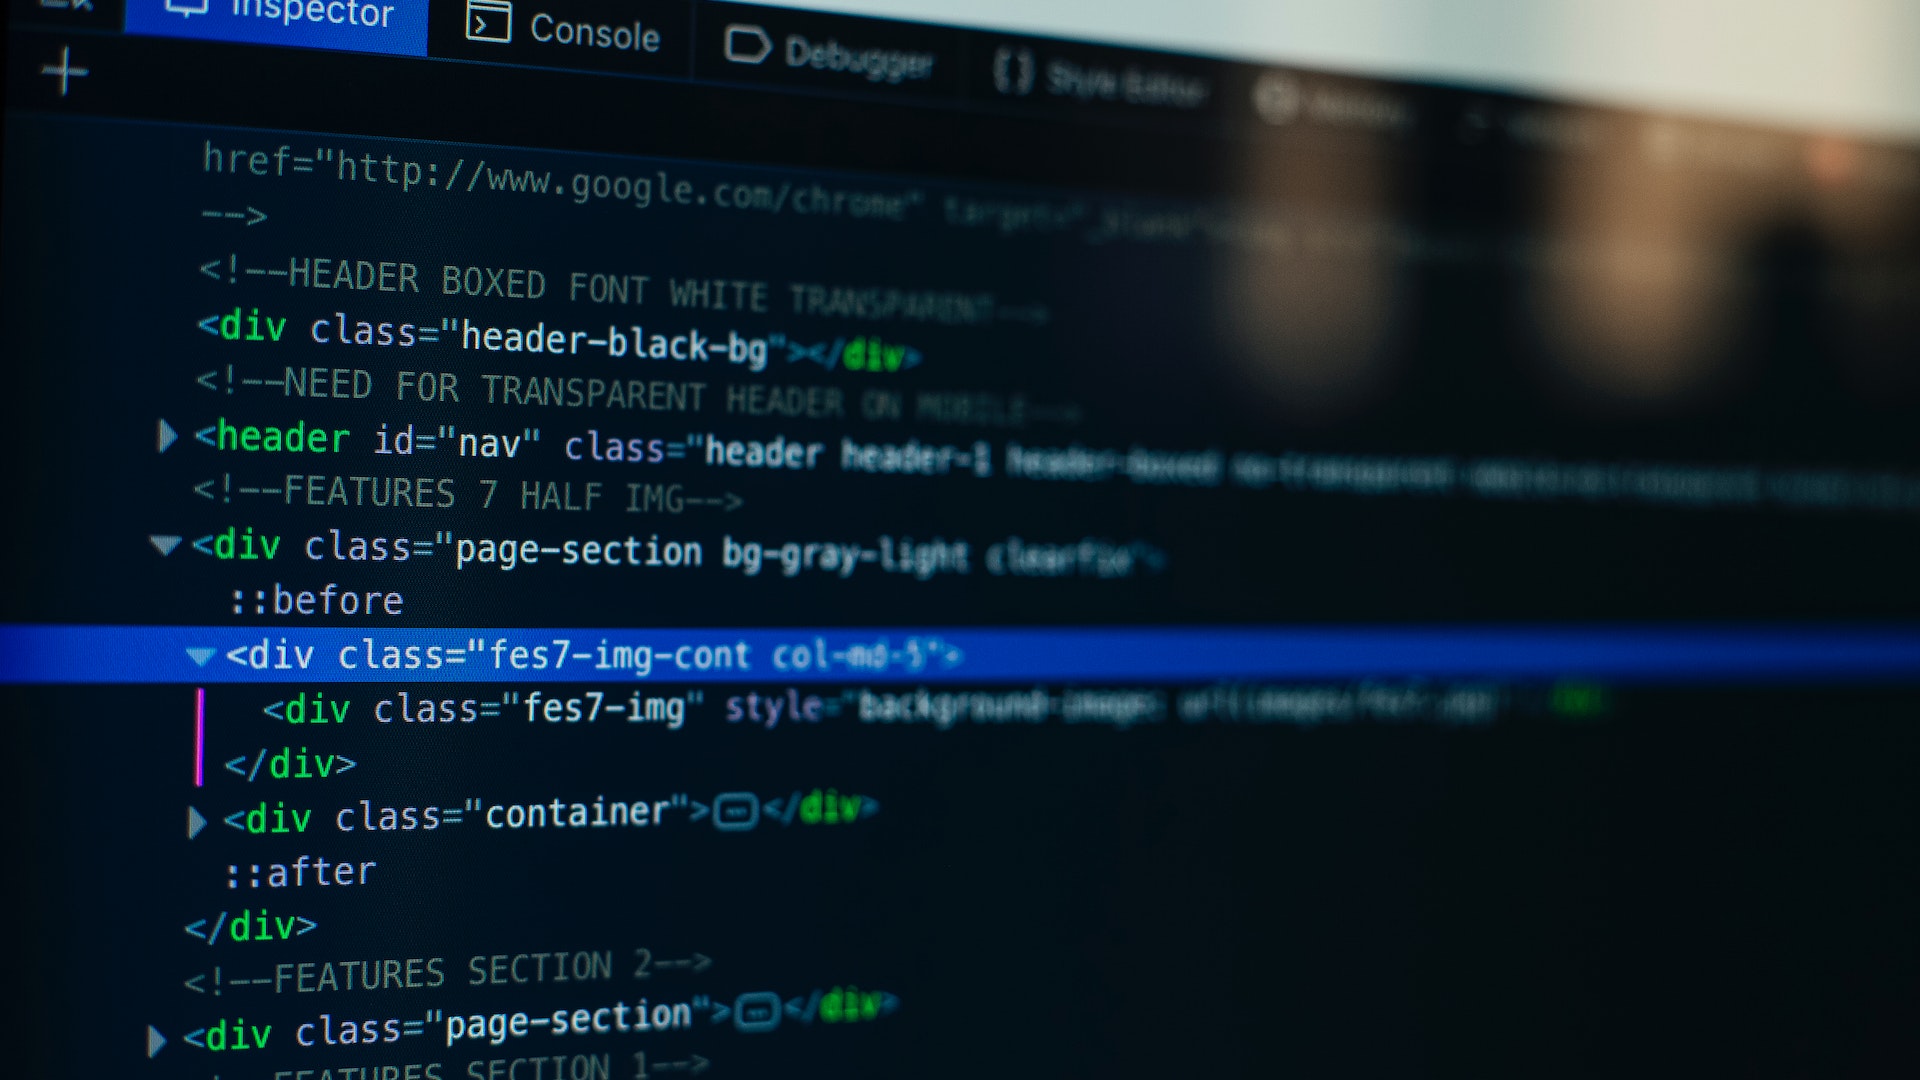 Inspector Console Debugger Style Editor
href="http://www.google.com/chrome" target="_blank"
-->
<!--HEADER BOXED FONT WHITE TRANSPARENT-->
<div class="header-black-bg"></div>
<!--NEED FOR TRANSPARENT HEADER ON MOBILE-->
<header id="nav" class="header header-1 header-boxed
<!--FEATURES 7 HALF IMG-->
<div class="page-section bg-gray-light clearfix">
::before
<div class="fes7-img-cont col-md-5">
<div class="fes7-img" style="background-image:
</div>
<div class="container"></div>
::after
</div>
<!--FEATURES SECTION 2-->
<div class="page-section"></div>
<!--FEATURES SECTION 1-->